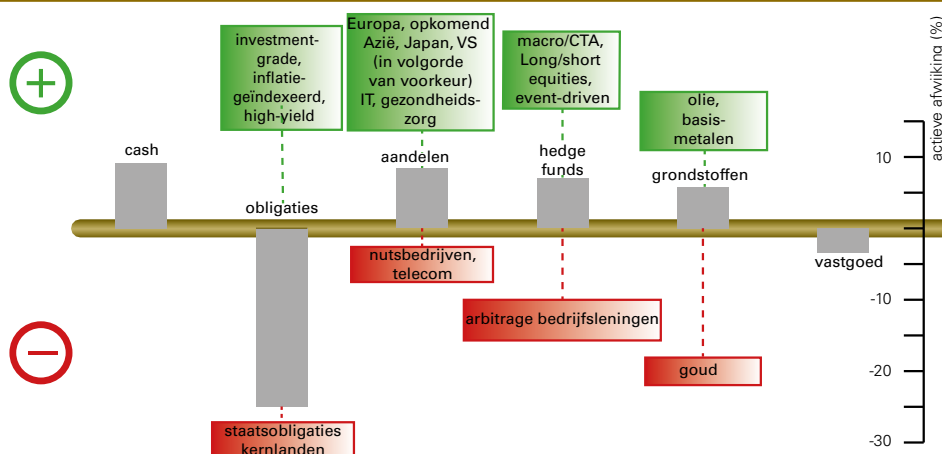 investment-
grade,
inflatie-
geïndexeerd,
high-yield
Europa, opkomend
Azië, Japan, VS
(in volgorde
van voorkeur)
IT, gezondheids-
zorg
macro/CTA,
Long/short
equities,
event-driven
olie,
basis-
metalen
actieve afwijking (%)
cash
obligaties
aandelen
hedge
funds
grondstoffen
vastgoed
nutsbedrijven,
telecom
arbitrage bedrijfsleningen
goud
staatsobligaties
kernlanden
10
-10
-20
-30